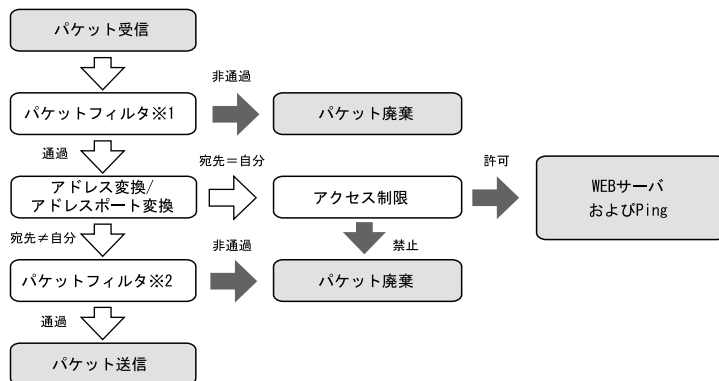 パケット受信
非通過
パケットフィルタ※1
パケット廃棄
通過
宛先＝自分
許可
アドレス変換/
アドレスポート変換
アクセス制限
WEBサーバ
およびPing
宛先≠自分
非通過
禁止
パケットフィルタ※2
パケット廃棄
通過
パケット送信